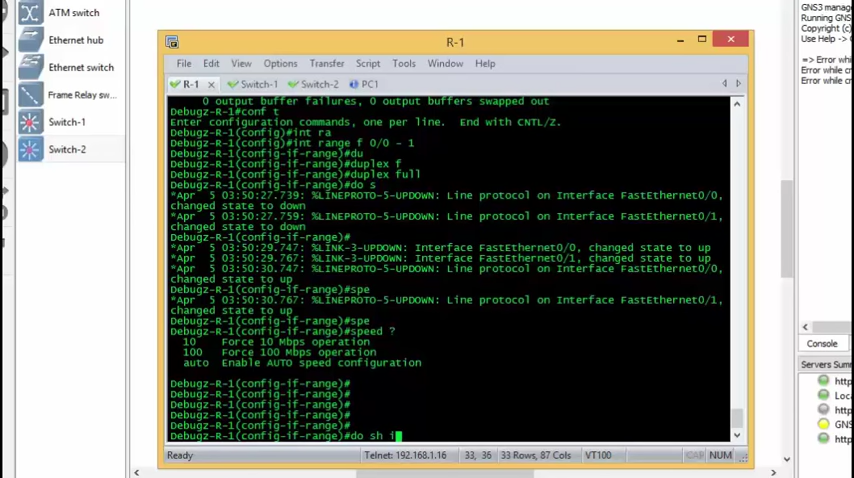 ATM switch
Ethernet hub
Ethernet switch
Frame Relay sw...
Switch-1
Switch-2
R-1
File Edit View Options Transfer Script Tools Window Help
R-1 Switch-1 Switch-2 PC1
0 output buffer failures, 0 output buffers swapped out
Debugz-R-1#conf t
Enter configuration commands, one per line. End with CNTL/Z.
Debugz-R-1(config)#int ra
Debugz-R-1(config)#int range f 0/0 - 1
Debugz-R-1(config-if-range)#du
Debugz-R-1(config-if-range)#duplex f
Debugz-R-1(config-if-range)#duplex full
Debugz-R-1(config-if-range)#do s
*Apr 5 03:50:27.739: %LINEPROTO-5-UPDOWN: Line protocol on Interface FastEthernet0/0,
changed state to down
*Apr 5 03:50:27.759: %LINEPROTO-5-UPDOWN: Line protocol on Interface FastEthernet0/1,
changed state to down
Debugz-R-1(config-if-range)#
*Apr 5 03:50:29.747: %LINK-3-UPDOWN: Interface FastEthernet0/0, changed state to up
*Apr 5 03:50:29.767: %LINK-3-UPDOWN: Interface FastEthernet0/1, changed state to up
*Apr 5 03:50:30.747: %LINEPROTO-5-UPDOWN: Line protocol on Interface FastEthernet0/0,
changed state to up
Debugz-R-1(config-if-range)#spe
*Apr 5 03:50:30.767: %LINEPROTO-5-UPDOWN: Line protocol on Interface FastEthernet0/1,
changed state to up
Debugz-R-1(config-if-range)#spe
Debugz-R-1(config-if-range)#speed ?
10 Force 10 Mbps operation
100 Force 100 Mbps operation
auto Enable AUTO speed configuration
Debugz-R-1(config-if-range)#
Debugz-R-1(config-if-range)#
Debugz-R-1(config-if-range)#
Debugz-R-1(config-if-range)#
Debugz-R-1(config-if-range)#
Debugz-R-1(config-if-range)#do sh i
Ready Telnet: 192.168.1.16 33, 36 33 Rows, 87 Cols VT100 CAP NUM
GNS3 manag
Running GNS
Copyright (c)
Use Help ->
=> Error whi
Error while cr
Error while cr
Console
Servers Summ
http
Loca
http
GNS
http